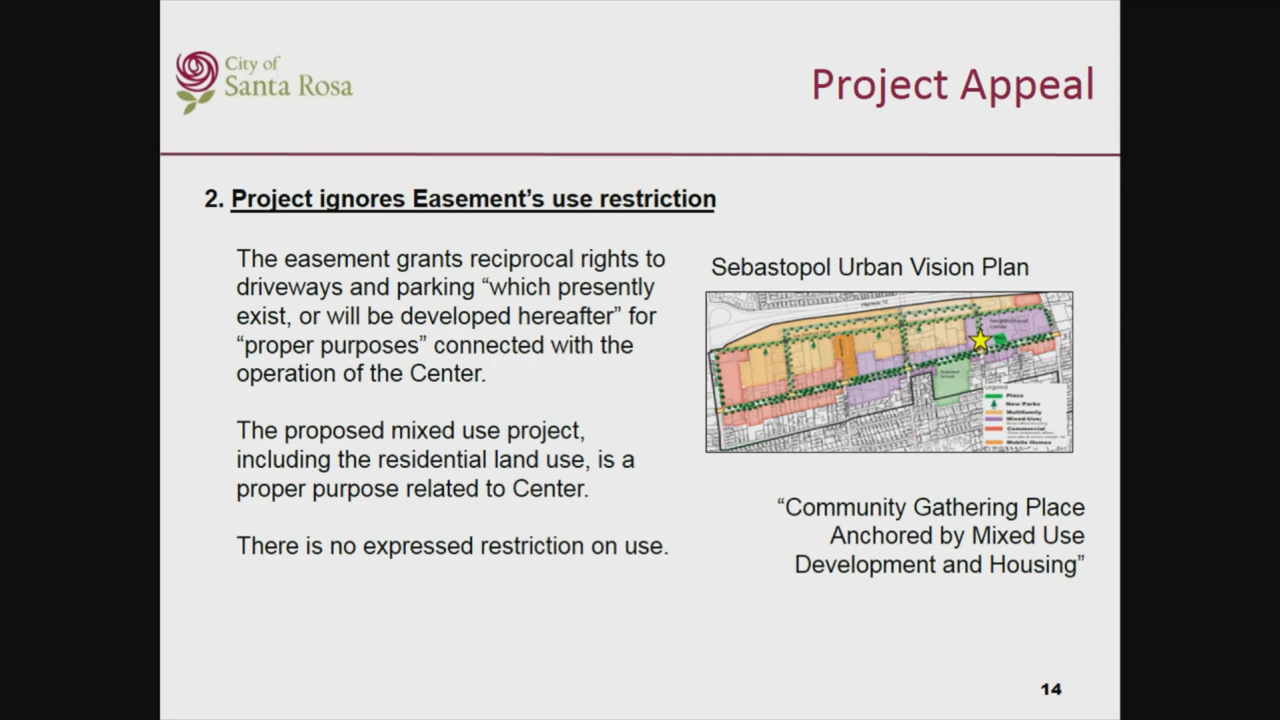 City of
Santa Rosa
Project Appeal
2. Project ignores Easement’s use restriction
The easement grants reciprocal rights to
driveways and parking “which presently
exist, or will be developed hereafter” for
“proper purposes” connected with the
operation of the Center.
The proposed mixed use project,
including the residential land use, is a
proper purpose related to Center.
There is no expressed restriction on use.
Sebastopol Urban Vision Plan
Highway 12
Neighborhood
Center
Legend
Plaza
New Parks
Multifamily
Mixed-Use
Commercial
Mobile Homes
“Community Gathering Place
Anchored by Mixed Use
Development and Housing”
14